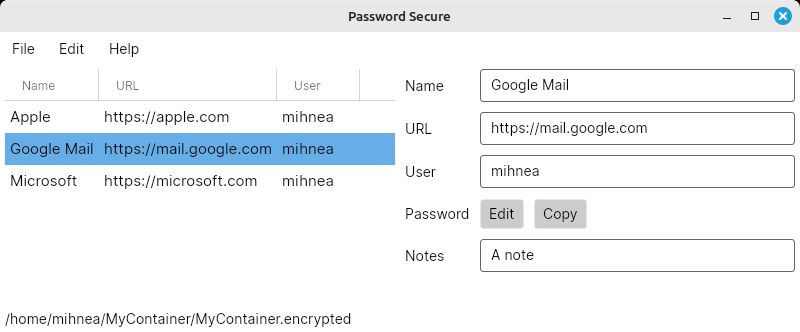 Password Secure
File Edit Help
Name URL User
Apple https://apple.com mihnea
Google Mail https://mail.google.com mihnea
Microsoft https://microsoft.com mihnea
Name Google Mail
URL https://mail.google.com
User mihnea
Password Edit Copy
Notes A note
/home/mihnea/MyContainer/MyContainer.encrypted